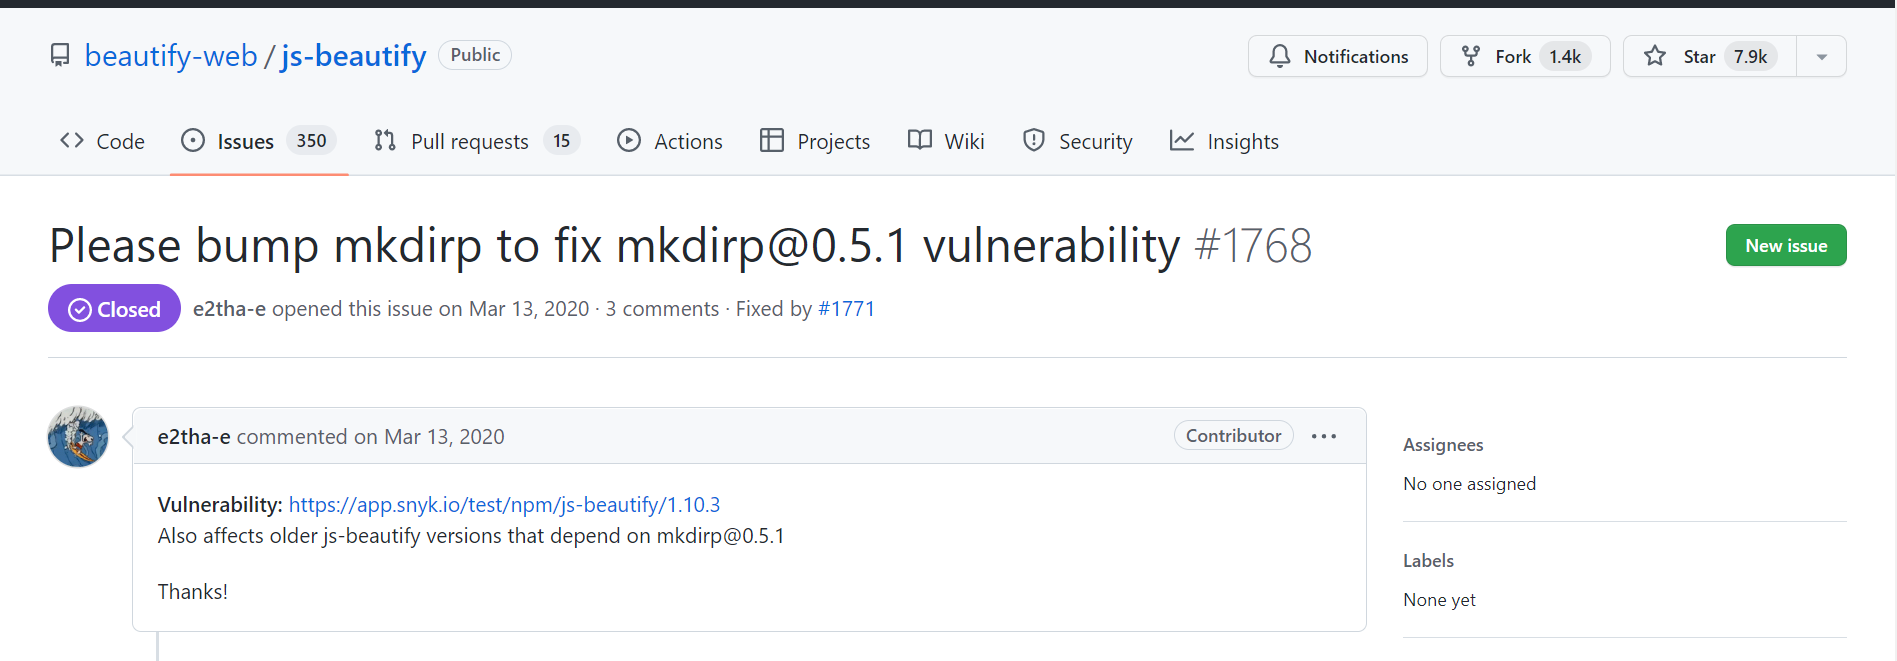 beautify-web / js-beautify Public Notifications Fork 1.4k Star 7.9k
Code Issues 350 Pull requests 15 Actions Projects Wiki Security Insights
Please bump mkdirp to fix mkdirp@0.5.1 vulnerability #1768 New issue
Closed e2tha-e opened this issue on Mar 13, 2020 · 3 comments · Fixed by #1771
e2tha-e commented on Mar 13, 2020 Contributor ...
Vulnerability: https://app.snyk.io/test/npm/js-beautify/1.10.3
Also affects older js-beautify versions that depend on mkdirp@0.5.1
Thanks!
Assignees
No one assigned
Labels
None yet